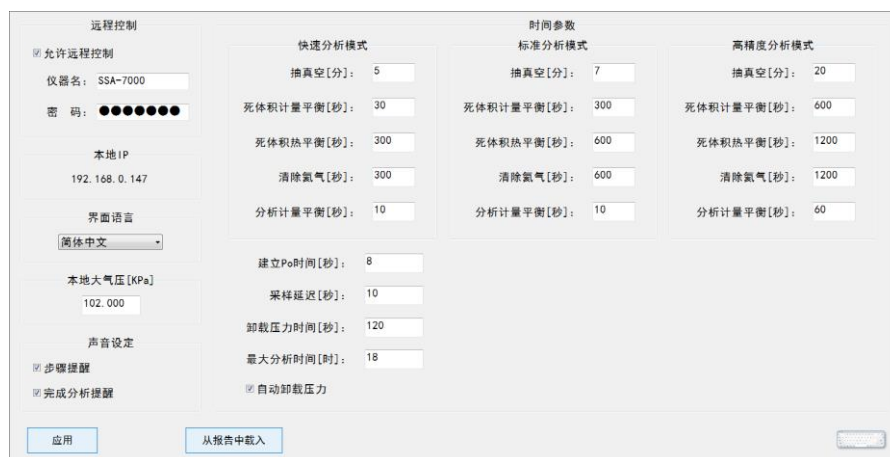 远程控制
允许远程控制
仪器名： SSA-7000
密 码： ●●●●●●●
本地IP
192.168.0.147
界面语言
简体中文
本地大气压[KPa]
102.000
声音设定
步骤提醒
完成分析提醒
时间参数
快速分析模式
抽真空[分]： 5
死体积计量平衡[秒]： 30
死体积热平衡[秒]： 300
清除氦气[秒]： 300
分析计量平衡[秒]： 10
标准分析模式
抽真空[分]： 7
死体积计量平衡[秒]： 300
死体积热平衡[秒]： 600
清除氦气[秒]： 600
分析计量平衡[秒]： 10
高精度分析模式
抽真空[分]： 20
死体积计量平衡[秒]： 600
死体积热平衡[秒]： 1200
清除氦气[秒]： 1200
分析计量平衡[秒]： 60
建立Po时间[秒]： 8
采样延迟[秒]： 10
卸载压力时间[秒]： 120
最大分析时间[时]： 18
自动卸载压力
应用
从报告中载入